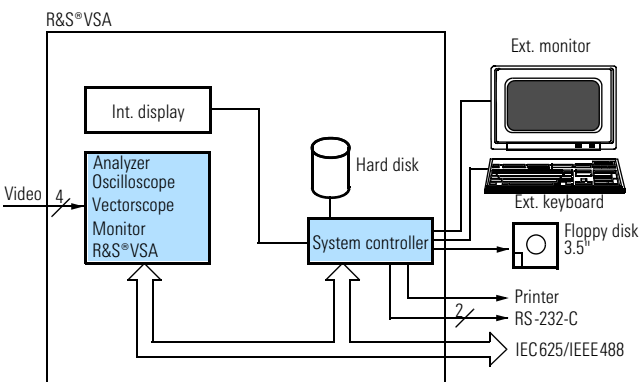 R&S®VSA
Ext. monitor
Int. display
Hard disk
Analyzer
Oscilloscope
Vectorscope
Monitor
R&S®VSA
Video
4
System controller
Ext. keyboard
Floppy disk
3.5"
Printer
2
RS-232-C
IEC625/IEEE488